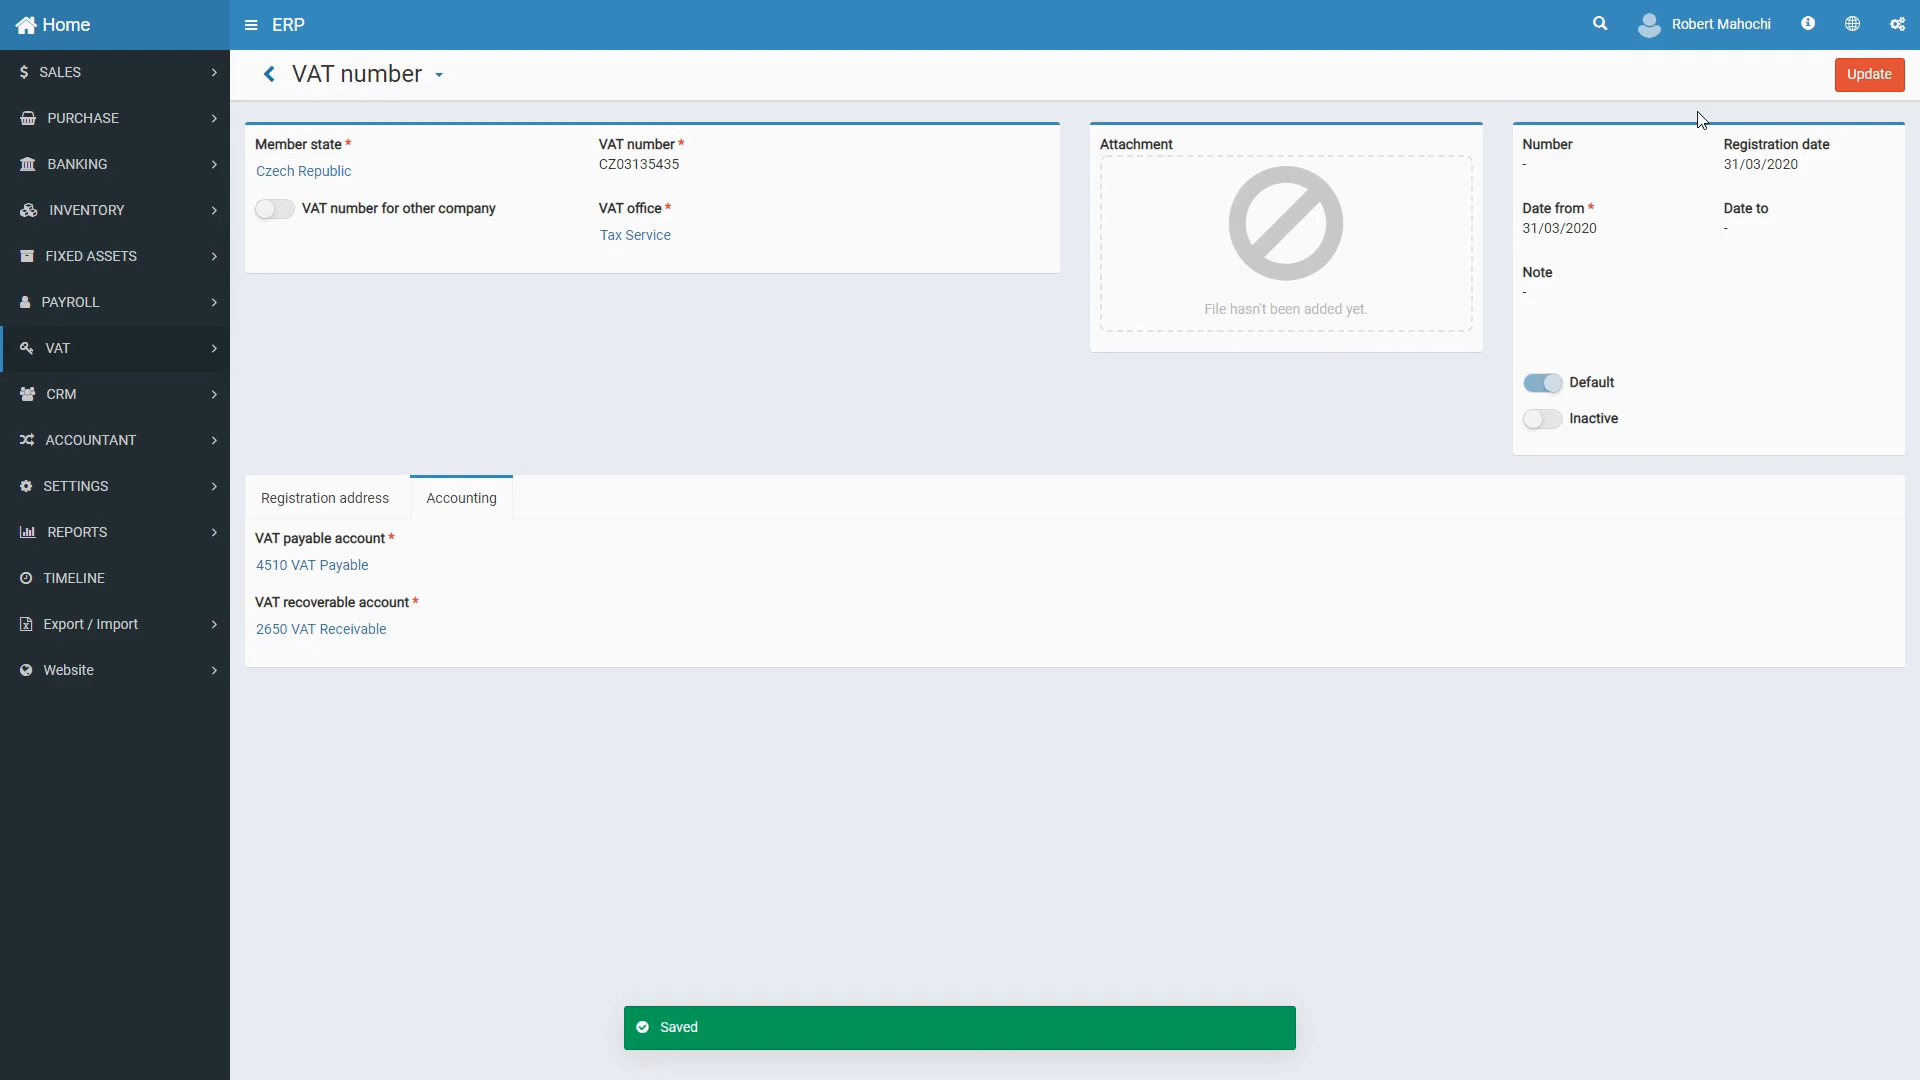 Home
ERP
Robert Mahochi
SALES
PURCHASE
BANKING
INVENTORY
FIXED ASSETS
PAYROLL
VAT
CRM
ACCOUNTANT
SETTINGS
REPORTS
TIMELINE
Export / Import
Website
VAT number
Update
Member state *
Czech Republic
VAT number *
CZ03135435
VAT number for other company
VAT office *
Tax Service
Attachment
File hasn't been added yet.
Number
-
Registration date
31/03/2020
Date from *
31/03/2020
Date to
-
Note
-
Default
Inactive
Registration address
Accounting
VAT payable account *
4510 VAT Payable
VAT recoverable account *
2650 VAT Receivable
Saved